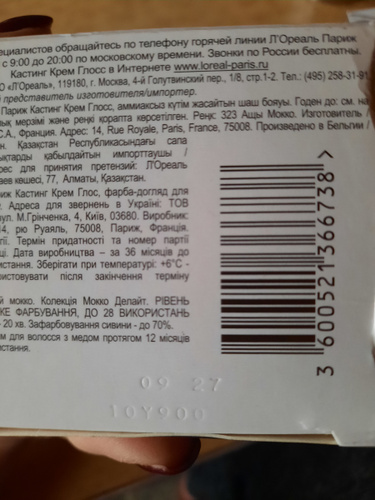 специалистов обращайтесь по телефону горячей линии Л'Ореаль Париж
с 9:00 до 20:00 по московскому времени. Звонки по России бесплатны.
Кастинг Крем Глосс в Интернете www.loreal-paris.ru
«Л'ОРЕАЛЬ», 119180, г. Москва, 4-й Голутвинский пер., 1/8, стр.1-2. Тел.: (495) 258-31-91
представитель изготовителя/импортер.
Париж Кастинг Крем Глосс, аммиаксыз күтім жасайтын шаш бояуы. Годен до: см. на
мерзімі және реңкі қорапта көрсетілген. Реңк: 323 Ащы Мокко. Изготовитель
С.А., Франция. Адрес: 14, Rue Royale, Paris, France, 75008. Произведено в Бельгии /
Қазақстан Республикасындағы сапа
қабылдайтын импорттаушы /
для принятия претензий: Л'Ореаль
көшесі, 77, Алматы, Қазақстан.
Кастинг Крем Глос, фарба-догляд для
Адреса для звернень в Україні: ТОВ
вул. М.Грінченка, 4, Київ, 03680. Виробник:
14, рю Руаяль, 75008, Париж, Франція.
Термін придатності та номер партії
Дата виробництва – за 36 місяців до
Зберігати при температурі: +6°С -
після закінчення терміну
мокко. Колекція Мокко Делайт. РІВЕНЬ
ФАРБУВАННЯ, ДО 28 ВИКОРИСТАНЬ
20 хв. Зафарбовування сивини - до 70%.
для волосся з медом протягом 12 місяців
3 600521 366738 >
09 27
10Y900